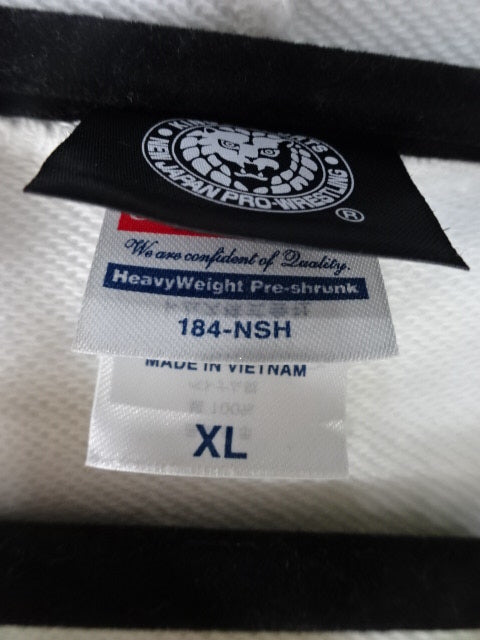 NEW JAPAN PRO-WRESTLING
®
We are confident of Quality.
HeavyWeight Pre-shrunk
184-NSH
MADE IN VIETNAM
XL